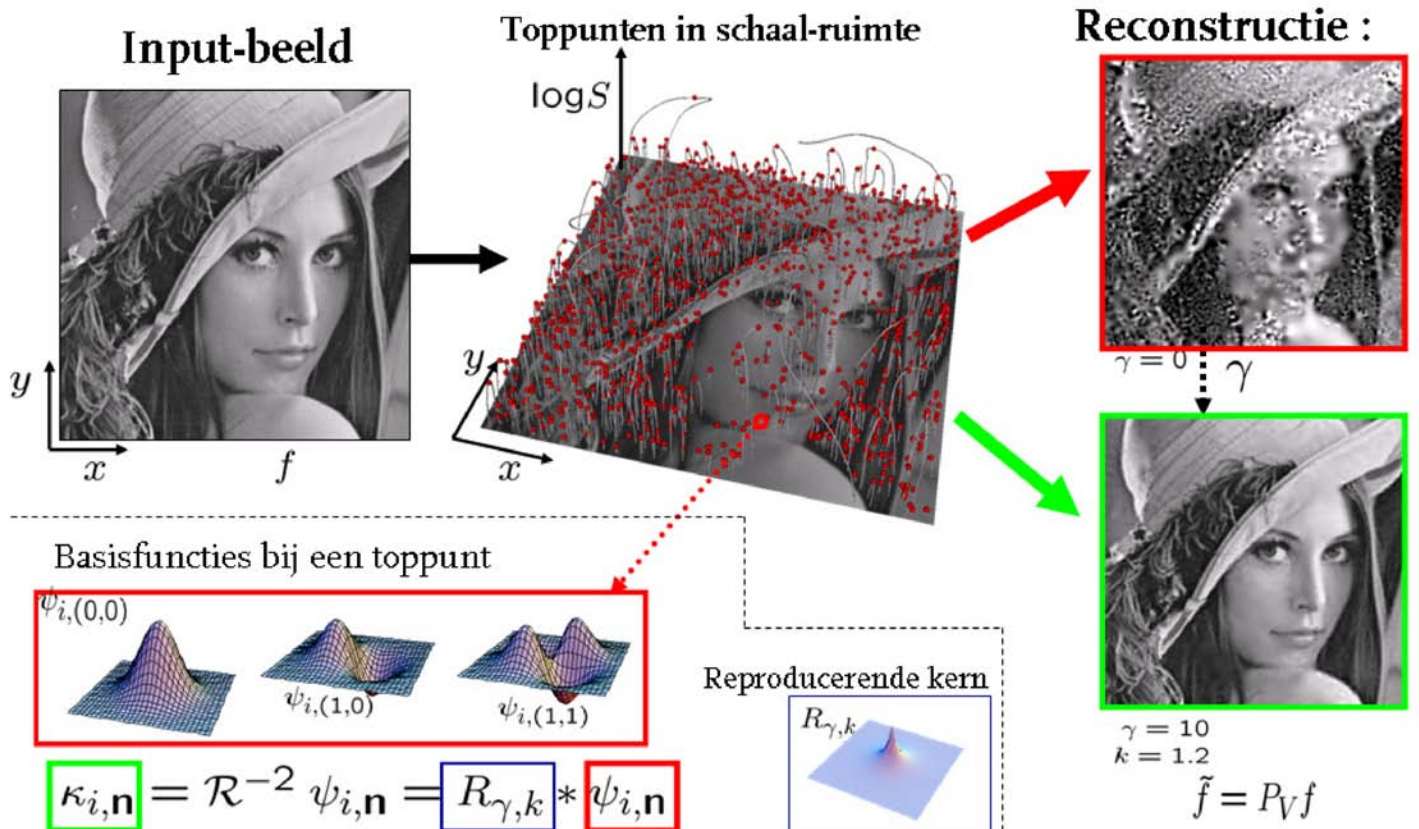 Input-beeld
Toppunten in schaal-ruimte
Reconstructie :
logS
y
x
f
y
x
γ = 0
γ
γ = 10
k = 1.2
f̃ = P_V f
Basisfuncties bij een toppunt
ψ_{i,(0,0)}
ψ_{i,(1,0)}
ψ_{i,(1,1)}
Reproducerende kern
R_{γ,k}
κ_{i,n} = R^{-2} ψ_{i,n} = R_{γ,k} * ψ_{i,n}